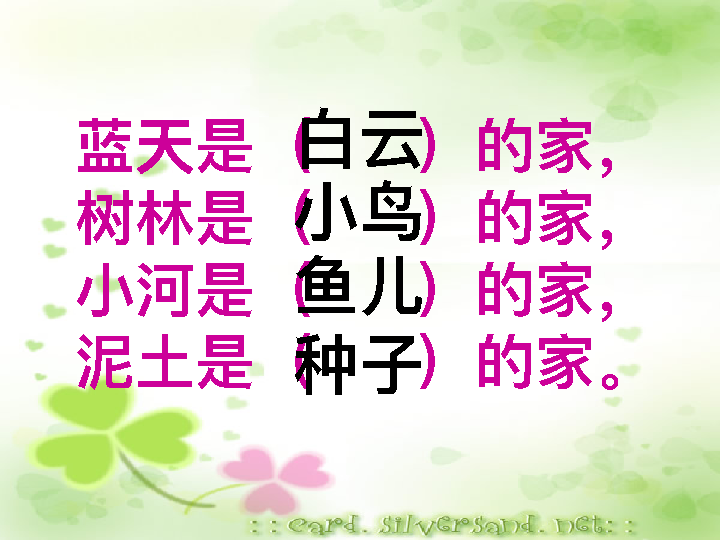 蓝天是（白云）的家，
树林是（小鸟）的家，
小河是（鱼儿）的家，
泥土是（种子）的家。
::card.silversand.net::